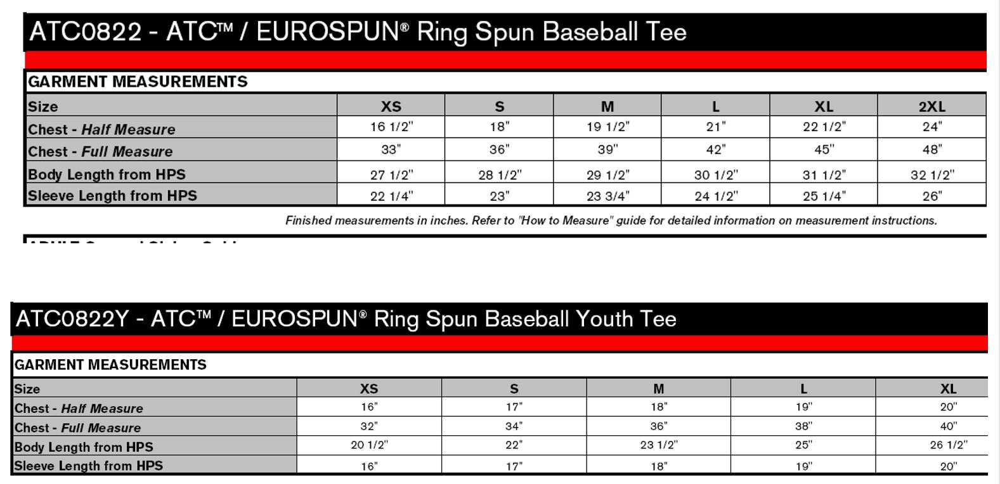 ATC0822 - ATC™ / EUROSPUN® Ring Spun Baseball Tee
GARMENT MEASUREMENTS
Size XS S M L XL 2XL
Chest - Half Measure 16 1/2" 18" 19 1/2" 21" 22 1/2" 24"
Chest - Full Measure 33" 36" 39" 42" 45" 48"
Body Length from HPS 27 1/2" 28 1/2" 29 1/2" 30 1/2" 31 1/2" 32 1/2"
Sleeve Length from HPS 22 1/4" 23" 23 3/4" 24 1/2" 25 1/4" 26"
Finished measurements in inches. Refer to "How to Measure" guide for detailed information on measurement instructions.
ATC0822Y - ATC™ / EUROSPUN® Ring Spun Baseball Youth Tee
GARMENT MEASUREMENTS
Size XS S M L XL
Chest - Half Measure 16" 17" 18" 19" 20"
Chest - Full Measure 32" 34" 36" 38" 40"
Body Length from HPS 20 1/2" 22" 23 1/2" 25" 26 1/2"
Sleeve Length from HPS 16" 17" 18" 19" 20"